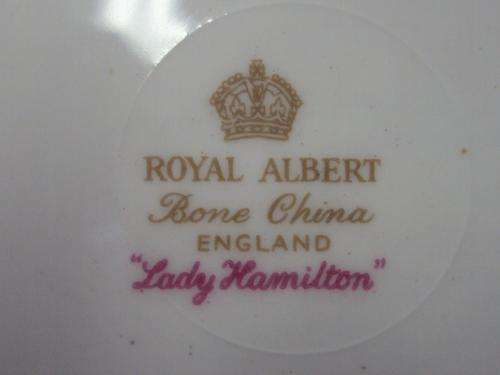 ROYAL ALBERT
Bone China
ENGLAND
"Lady Hamilton"